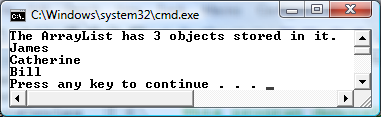 C:\Windows\system32\cmd.exe
The ArrayList has 3 objects stored in it.
James
Catherine
Bill
Press any key to continue . . .